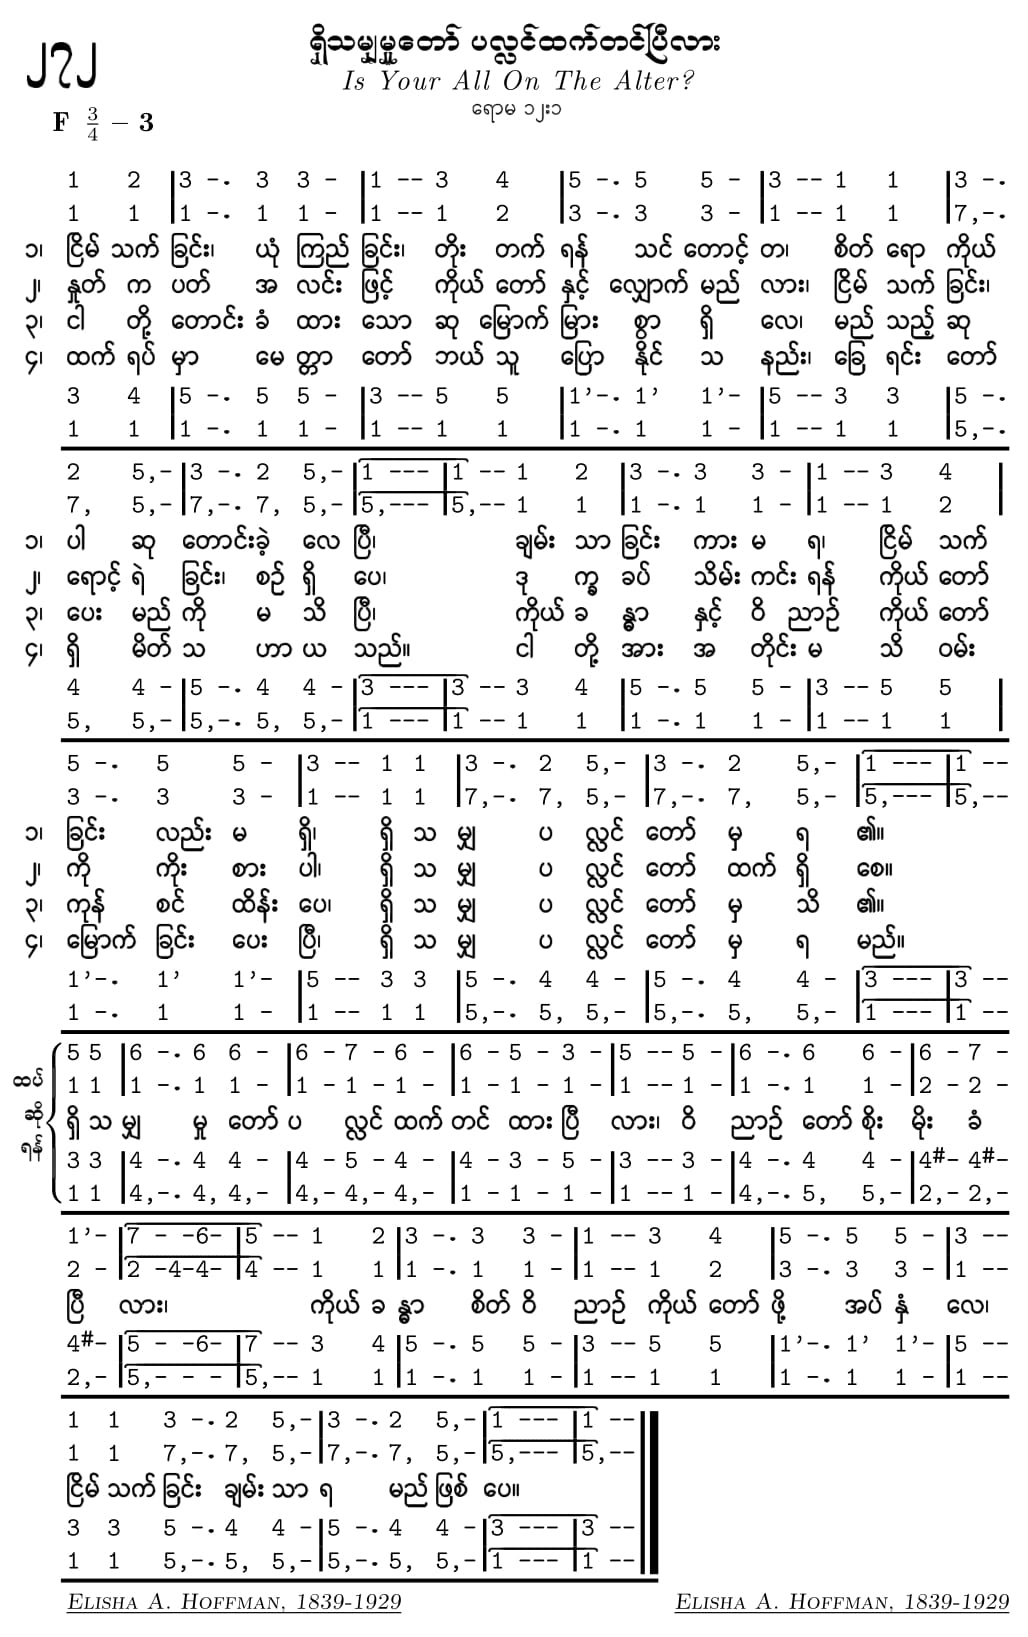 ၂၇၂
ရှိသမျှမှုတော် ပလ္လင်ထက်တင်ပြီလား
Is Your All On The Alter?
ရောမ ၁၂း၁
F 3/4 – 3
1 2 |3 -. 3 3 - |1 -- 3 4 |5 -. 5 5 - |3 -- 1 1 |3 -.
1 1 |1 -. 1 1 - |1 -- 1 2 |3 -. 3 3 - |1 -- 1 1 |7,-.
၁၊ ငြိမ် သက် ခြင်း၊ ယုံ ကြည် ခြင်း၊ တိုး တက် ရန် သင် တောင့် တ၊ စိတ် ရော ကိုယ်
၂၊ နှုတ် က ပတ် အ လင်း ဖြင့် ကိုယ် တော် နှင့် လျှောက် မည် လား၊ ငြိမ် သက် ခြင်း၊
၃၊ ငါ တို့ တောင်း ခံ ထား သော ဆု မြောက် မြား စွာ ရှိ လေ၊ မည် သည့် ဆု
၄၊ ထက် ရပ် မှာ မေ တ္တာ တော် ဘယ် သူ ပြော နိုင် သ နည်း၊ ခြေ ရင်း တော်
3 4 |5 -. 5 5 - |3 -- 5 5 |1’-. 1’ 1’- |5 -- 3 3 |5 -.
1 1 |1 -. 1 1 - |1 -- 1 1 |1 -. 1 1 - |1 -- 1 1 |5,-.
2 5,-|3 -. 2 5,-|1 ---|1 -- 1 2 |3 -. 3 3 -|1 -- 3 4 |
7, 5,-|7,-. 7, 5,-|5,---|5,-- 1 1 |1 -. 1 1 -|1 -- 1 2 |
၁၊ ပါ ဆု တောင်းခဲ့ လေ ပြီ၊ ချမ်း သာ ခြင်း ကား မ ရ၊ ငြိမ် သက်
၂၊ ရောင့် ရဲ ခြင်း၊ စဉ် ရှိ ပေ၊ ဒု က္ခ ခပ် သိမ်း ကင်း ရန် ကိုယ် တော်
၃၊ ပေး မည် ကို မ သိ ပြီ၊ ကိုယ် ခ န္ဓာ နှင့် ဝိ ညာဉ် ကိုယ် တော်
၄၊ ရှိ မိတ် သ ဟာ ယ သည်။ ငါ တို့ အား အ တိုင်း မ သိ ဝမ်း
4 4 -|5 -. 4 4 -|3 ---|3 -- 3 4 |5 -. 5 5 -|3 -- 5 5 |
5, 5,-|5,-. 5, 5,-|1 ---|1 -- 1 1 |1 -. 1 1 -|1 -- 1 1 |
5 -. 5 5 - |3 -- 1 1 |3 -. 2 5,- |3 -. 2 5,- |1 ---|1 --
3 -. 3 3 - |1 -- 1 1 |7,-. 7, 5,- |7,-. 7, 5,- |5,---|5,--
၁၊ ခြင်း လည်း မ ရှိ၊ ရှိ သ မျှ ပ လ္လင် တော် မှ ရ ၏။
၂၊ ကို ကိုး စား ပါ၊ ရှိ သ မျှ ပ လ္လင် တော် ထက် ရှိ စေ။
၃၊ ကုန် စင် ထိန်း ပေ၊ ရှိ သ မျှ ပ လ္လင် တော် မှ သိ ၏။
၄၊ မြောက် ခြင်း ပေး ပြီ၊ ရှိ သ မျှ ပ လ္လင် တော် မှ ရ မည်။
1’-. 1’ 1’- |5 -- 3 3 |5 -. 4 4 - |5 -. 4 4 - |3 ---|3 --
1 -. 1 1 - |1 -- 1 1 |5,-. 5, 5,- |5,-. 5, 5,- |1 ---|1 --
ထပ် ဆို ရန်
5 5 |6 -. 6 6 - |6 - 7 - 6 - |6 - 5 - 3 -|5 -- 5 -|6 -. 6 6 -|6 - 7 -
1 1 |1 -. 1 1 - |1 - 1 - 1 - |1 - 1 - 1 -|1 -- 1 -|1 -. 1 1 -|2 - 2 -
ရှိ သ မျှ မှု တော် ပ လ္လင် ထက် တင် ထား ပြီ လား၊ ဝိ ညာဉ် တော် စိုး မိုး ခံ
3 3 |4 -. 4 4 - |4 - 5 - 4 - |4 - 3 - 5 -|3 -- 3 -|4 -. 4 4 -|4#- 4#-
1 1 |4,-. 4, 4,- |4,- 4,- 4,- |1 - 1 - 1 -|1 -- 1 -|4,-. 5, 5,-|2,- 2,-
1’- |7 - -6- |5 -- 1 2 |3 -. 3 3 -|1 -- 3 4 |5 -. 5 5 -|3 --
2 - |2 -4-4- |4 -- 1 1 |1 -. 1 1 -|1 -- 1 2 |3 -. 3 3 -|1 --
ပြီ လား၊ ကိုယ် ခ န္ဓာ စိတ် ဝိ ညာဉ် ကိုယ် တော် ဖို့ အပ် နှံ လေ၊
4#- |5 - -6- |7 -- 3 4 |5 -. 5 5 -|3 -- 5 5 |1’-. 1’ 1’-|5 --
2,- |5,- - - |5,-- 1 1 |1 -. 1 1 -|1 -- 1 1 |1 -. 1 1 -|1 --
1 1 3 -. 2 5,-|3 -. 2 5,-|1 ---|1 --
1 1 7,-. 7, 5,-|7,-. 7, 5,-|5,---|5,--
ငြိမ် သက် ခြင်း ချမ်း သာ ရ မည် ဖြစ် ပေ။
3 3 5 -. 4 4 -|5 -. 4 4 -|3 ---|3 --
1 1 5,-. 5, 5,-|5,-. 5, 5,-|1 ---|1 --
Elisha A. Hoffman, 1839-1929 Elisha A. Hoffman, 1839-1929